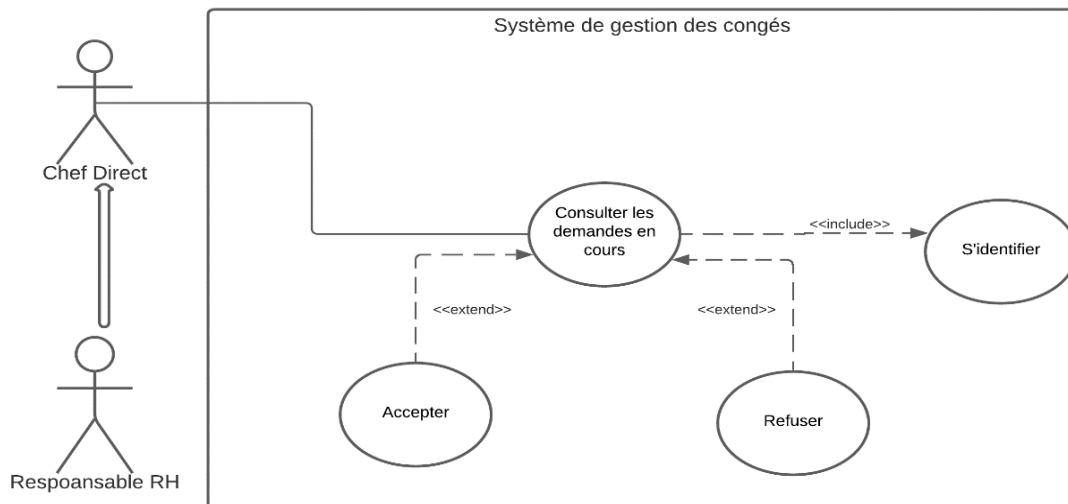 Système de gestion des congés
Chef Direct
Consulter les
demandes en
cours
<<include>>
S'identifier
<<extend>>
<<extend>>
Accepter
Refuser
Respoansable RH